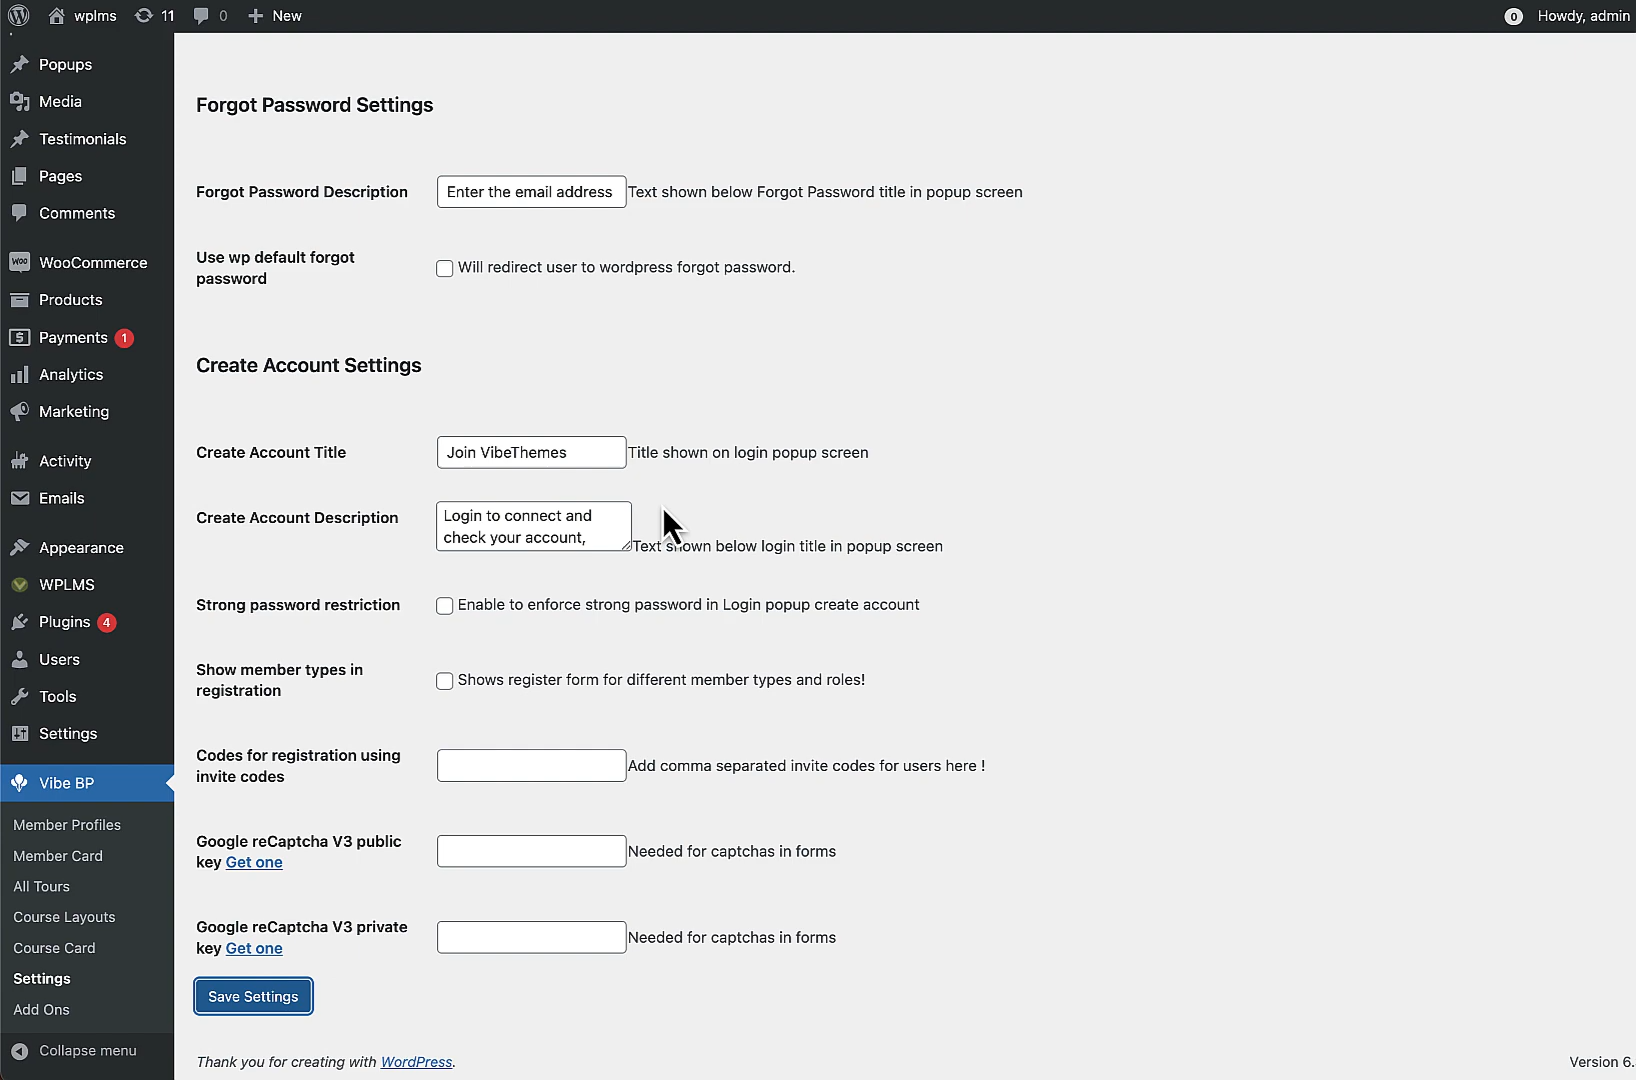 wplms 11 0 + New 0 Howdy, admin
Popups
Media
Testimonials
Pages
Comments
WOO WooCommerce
Products
Payments 1
Analytics
Marketing
Activity
Emails
Appearance
WPLMS
Plugins 4
Users
Tools
Settings
Vibe BP
Member Profiles
Member Card
All Tours
Course Layouts
Course Card
Settings
Add Ons
Collapse menu
Forgot Password Settings
Forgot Password Description Enter the email address Text shown below Forgot Password title in popup screen
Use wp default forgot
password
Will redirect user to wordpress forgot password.
Create Account Settings
Create Account Title Join VibeThemes Title shown on login popup screen
Create Account Description
Login to connect and
check your account,
Text shown below login title in popup screen
Strong password restriction Enable to enforce strong password in Login popup create account
Show member types in
registration
Shows register form for different member types and roles!
Codes for registration using
invite codes
Add comma separated invite codes for users here !
Google reCaptcha V3 public
key Get one
Needed for captchas in forms
Google reCaptcha V3 private
key Get one
Needed for captchas in forms
Save Settings
Thank you for creating with WordPress. Version 6.